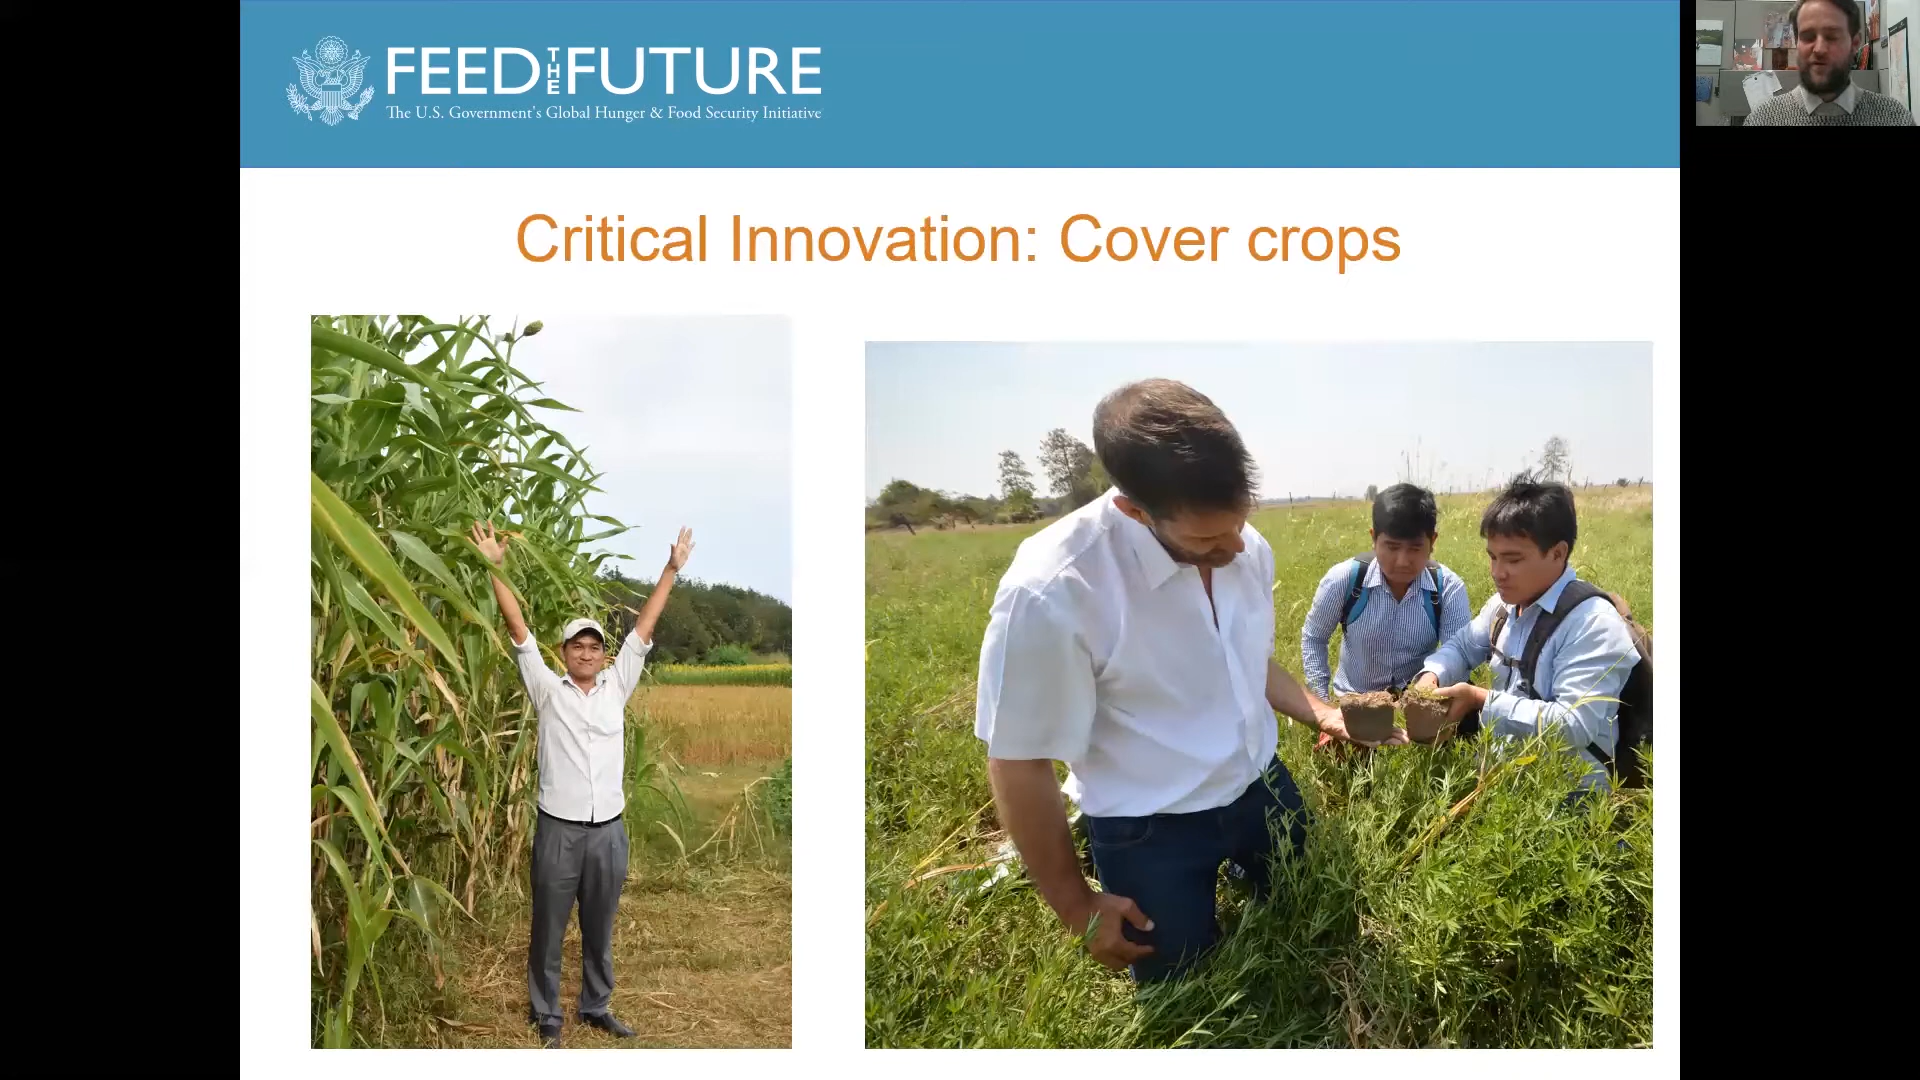 FEED THE FUTURE
The U.S. Government's Global Hunger & Food Security Initiative
Critical Innovation: Cover crops